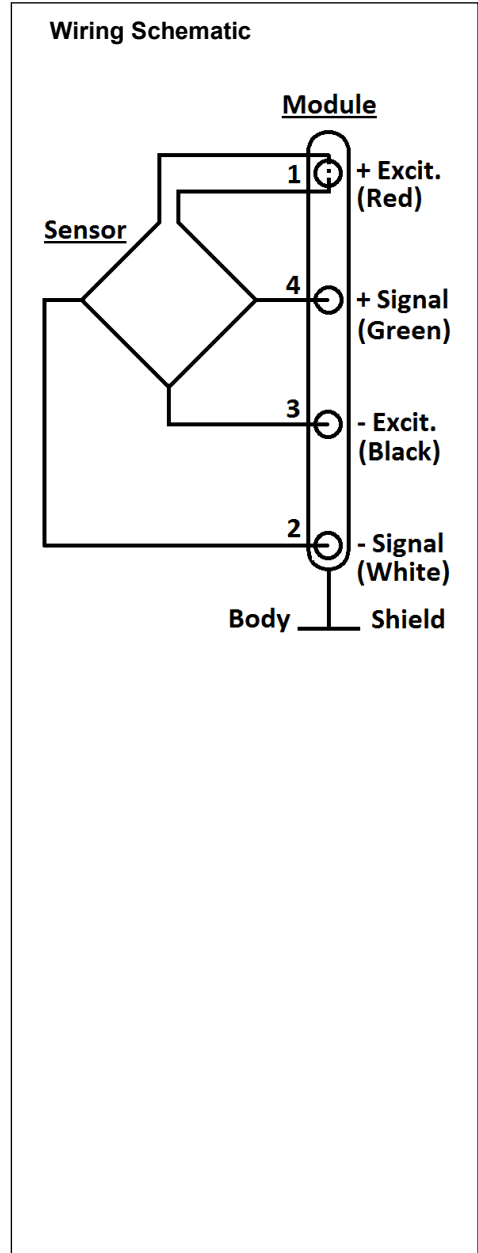 Wiring Schematic
Module
1
+ Excit.
(Red)
Sensor
4
+ Signal
(Green)
3
- Excit.
(Black)
2
- Signal
(White)
Body
Shield